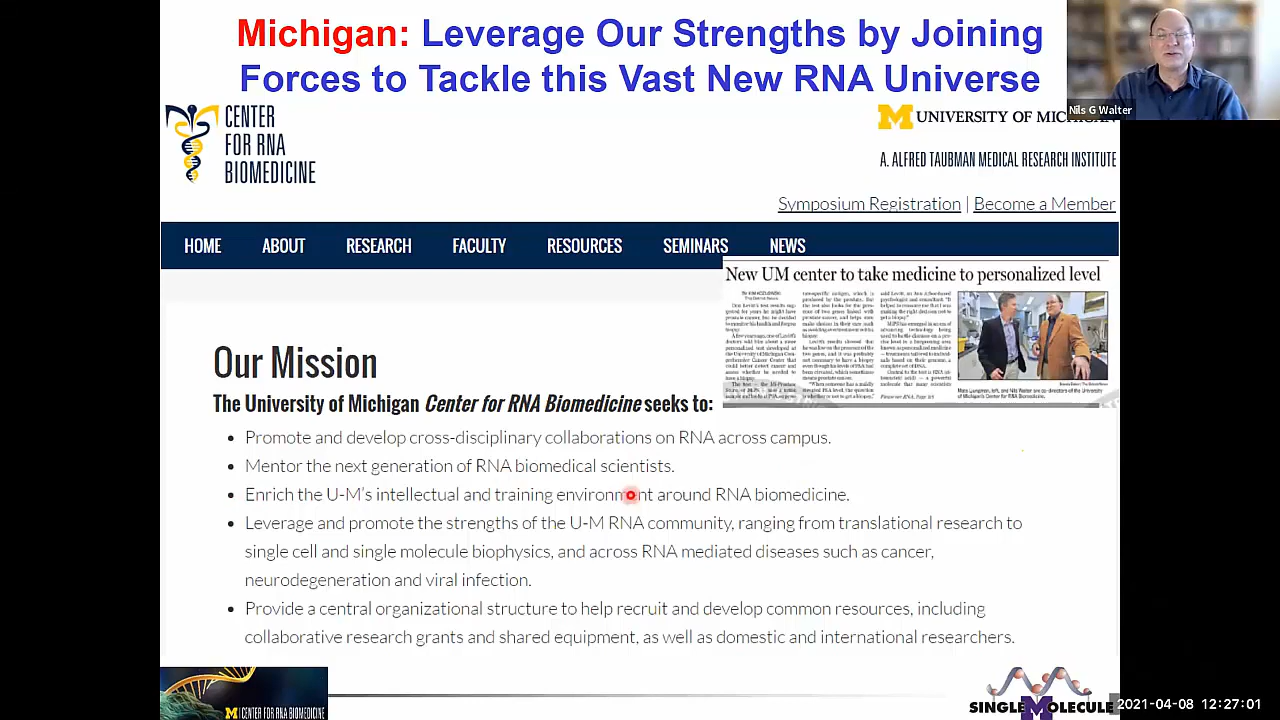 Michigan: Leverage Our Strengths by Joining
Forces to Tackle this Vast New RNA Universe
Nils G Walter
CENTER
FOR RNA
BIOMEDICINE
M UNIVERSITY OF MICHIGAN
A. ALFRED TAUBMAN MEDICAL RESEARCH INSTITUTE
Symposium Registration | Become a Member
HOME ABOUT RESEARCH FACULTY RESOURCES SEMINARS NEWS
New UM center to take medicine to personalized level
Our Mission
The University of Michigan Center for RNA Biomedicine seeks to:
• Promote and develop cross-disciplinary collaborations on RNA across campus.
• Mentor the next generation of RNA biomedical scientists.
• Enrich the U-M's intellectual and training environment around RNA biomedicine.
• Leverage and promote the strengths of the U-M RNA community, ranging from translational research to
single cell and single molecule biophysics, and across RNA mediated diseases such as cancer,
neurodegeneration and viral infection.
• Provide a central organizational structure to help recruit and develop common resources, including
collaborative research grants and shared equipment, as well as domestic and international researchers.
M | CENTER FOR RNA BIOMEDICINE
SINGLE MOLECULE
2021-04-08 12:27:01